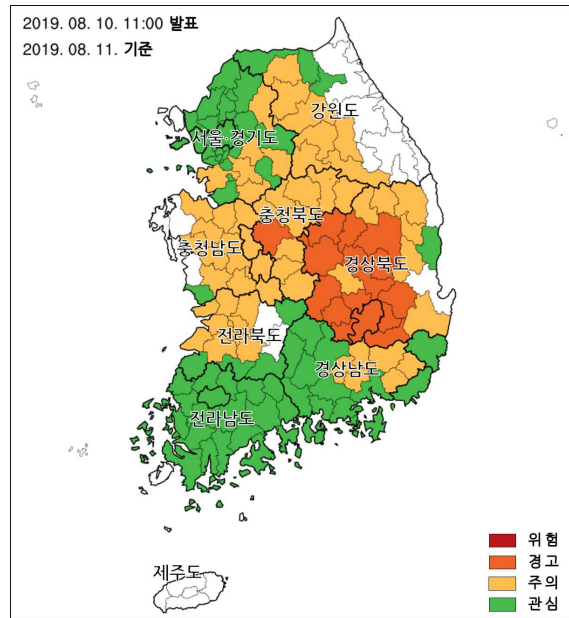 2019. 08. 10. 11:00 발표
2019. 08. 11. 기준
강원도
서울·경기도
충청북도
충청남도
경상북도
전라북도
경상남도
전라남도
제주도
위험
경고
주의
관심